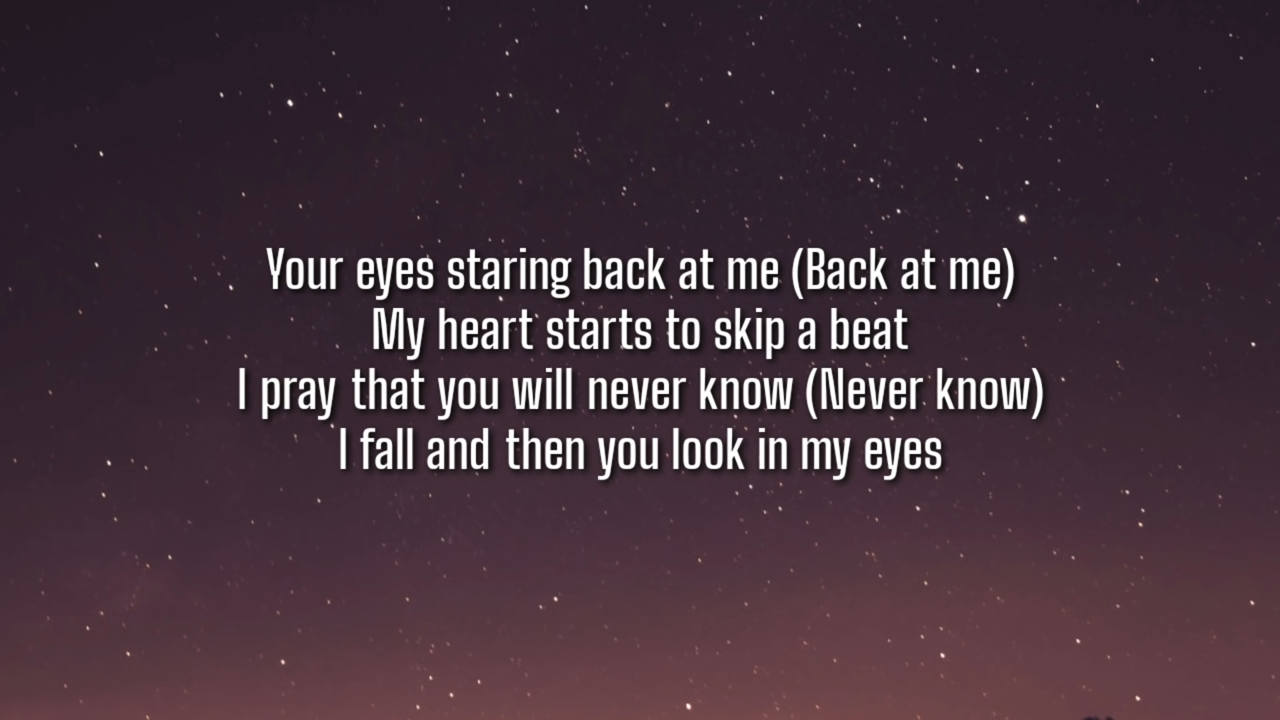 Your eyes staring back at me (Back at me)
My heart starts to skip a beat
I pray that you will never know (Never know)
I fall and then you look in my eyes